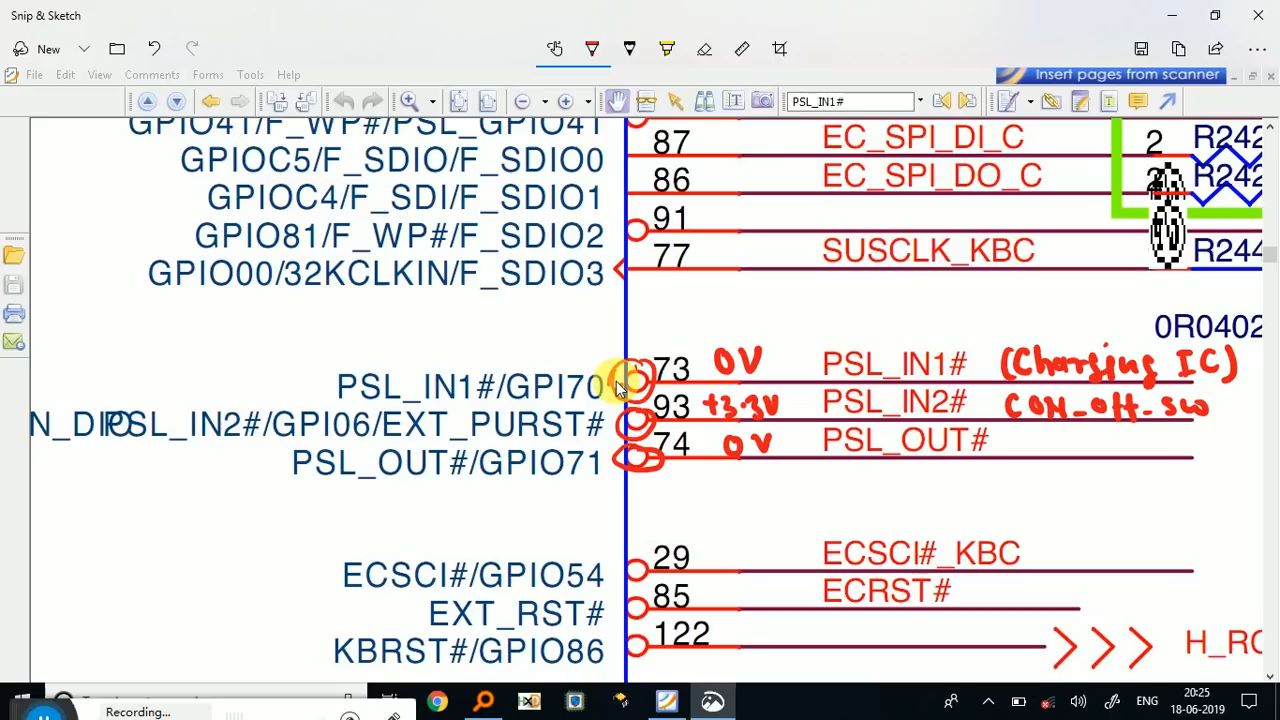 Snip & Sketch
New
File Edit View Comments Forms Tools Help
Insert pages from scanner
PSL_IN1#
GPIO41/F_WP#/PSL_GPIO41
87 EC_SPI_DI_C 2 R242
GPIOC5/F_SDIO/F_SDIO0
86 EC_SPI_DO_C R242
GPIOC4/F_SDI/F_SDIO1
91
GPIO81/F_WP#/F_SDIO2
77 SUSCLK_KBC R244
GPIO00/32KCLKIN/F_SDIO3
0R0402
PSL_IN1#/GPI70 73 0V PSL_IN1# (Charging IC)
PSL_IN2#/GPI06/EXT_PURST# 93 +3.3V PSL_IN2#
PSL_OUT#/GPIO71 74 0V PSL_OUT#
ECSCI#/GPIO54 29 ECSCI#_KBC
EXT_RST# 85 ECRST#
KBRST#/GPIO86 122 H_RC
Recording...
ENG
20:25
18-06-2019